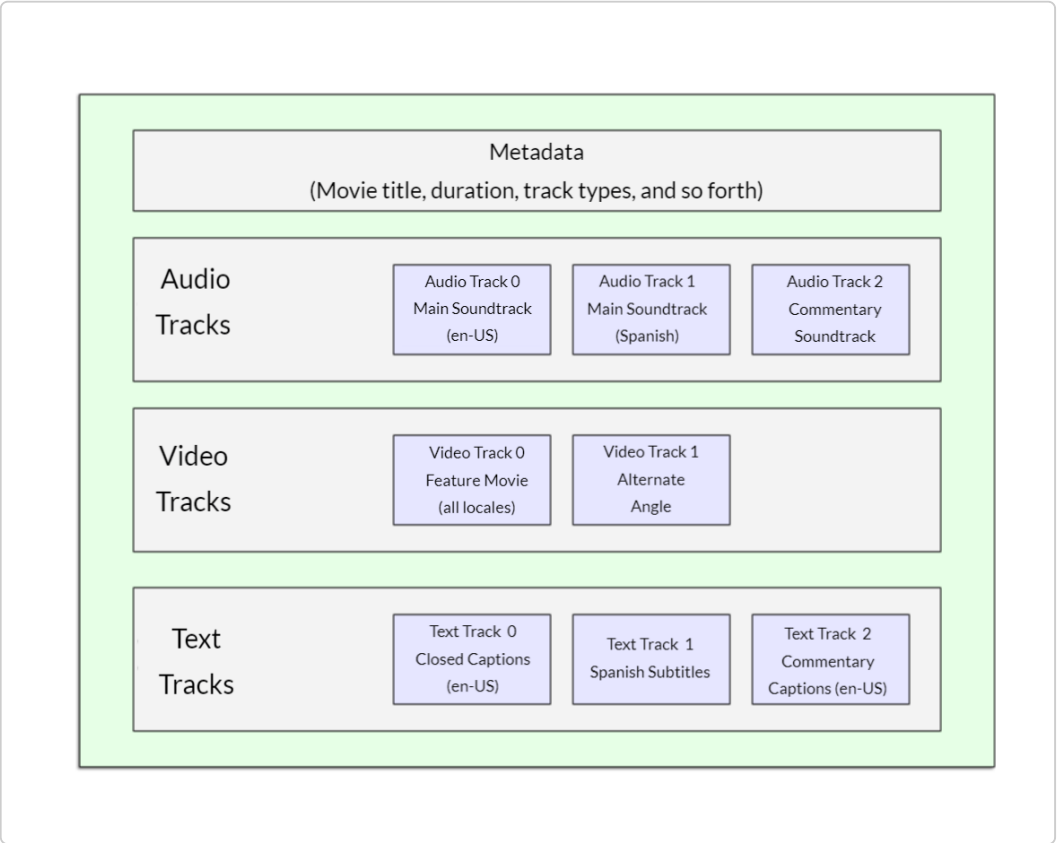 Metadata
(Movie title, duration, track types, and so forth)
Audio
Tracks
Audio Track 0
Main Soundtrack
(en-US)
Audio Track 1
Main Soundtrack
(Spanish)
Audio Track 2
Commentary
Soundtrack
Video
Tracks
Video Track 0
Feature Movie
(all locales)
Video Track 1
Alternate
Angle
Text
Tracks
Text Track 0
Closed Captions
(en-US)
Text Track 1
Spanish Subtitles
Text Track 2
Commentary
Captions (en-US)